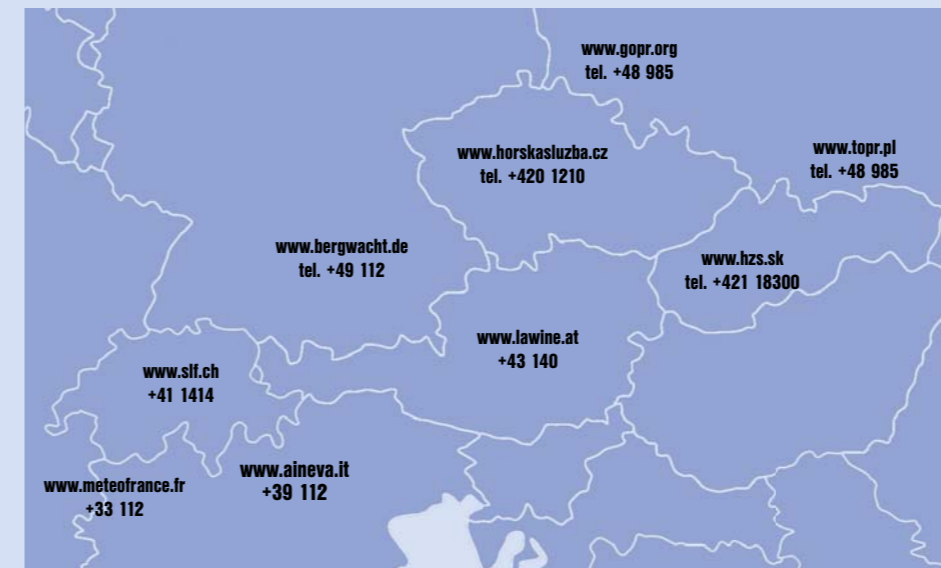 www.gopr.org
tel. +48 985
www.horskasluzba.cz
tel. +420 1210
www.topr.pl
tel. +48 985
www.bergwacht.de
tel. +49 112
www.hzs.sk
tel. +421 18300
www.lawine.at
+43 140
www.slf.ch
+41 1414
www.aineva.it
+39 112
www.meteofrance.fr
+33 112